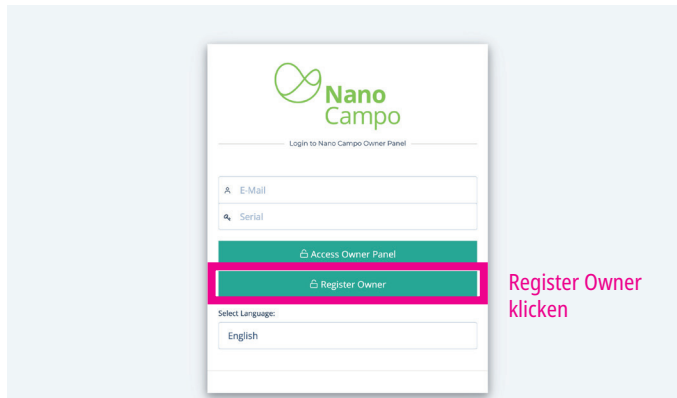 Nano
Campo
Login to Nano Campo Owner Panel
E-Mail
Serial
Access Owner Panel
Register Owner
Register Owner
klicken
Select Language:
English